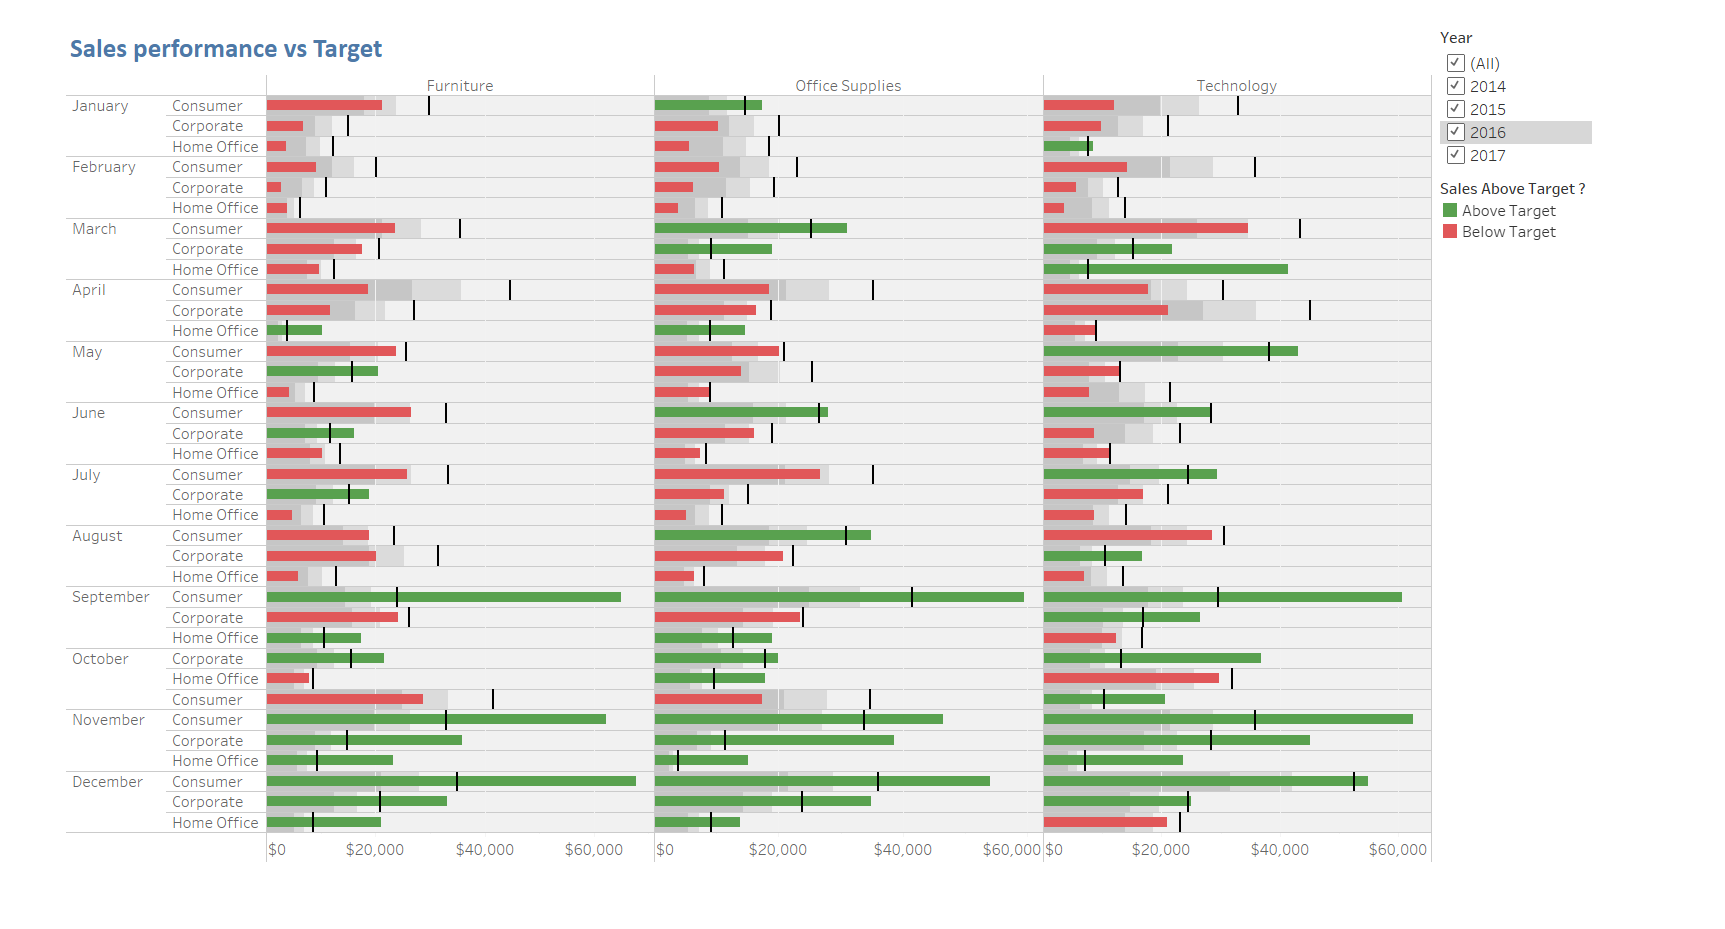 Sales performance vs Target
Furniture Office Supplies Technology
January Consumer
Corporate
Home Office
February Consumer
Corporate
Home Office
March Consumer
Corporate
Home Office
April Consumer
Corporate
Home Office
May Consumer
Corporate
Home Office
June Consumer
Corporate
Home Office
July Consumer
Corporate
Home Office
August Consumer
Corporate
Home Office
September Consumer
Corporate
Home Office
October Corporate
Home Office
Consumer
November Consumer
Corporate
Home Office
December Consumer
Corporate
Home Office
$0 $20,000 $40,000 $60,000 $0 $20,000 $40,000 $60,000 $0 $20,000 $40,000 $60,000
Year
(All)
2014
2015
2016
2017
Sales Above Target ?
Above Target
Below Target